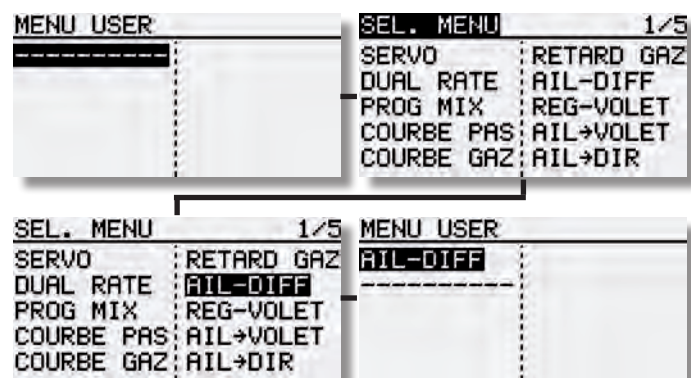 MENU USER
----------
SEL. MENU 1/5
SERVO RETARD GAZ
DUAL RATE AIL-DIFF
PROG MIX REG-VOLET
COURBE PAS AIL→VOLET
COURBE GAZ AIL→DIR
SEL. MENU 1/5
SERVO RETARD GAZ
DUAL RATE AIL-DIFF
PROG MIX REG-VOLET
COURBE PAS AIL→VOLET
COURBE GAZ AIL→DIR
MENU USER
AIL-DIFF
----------